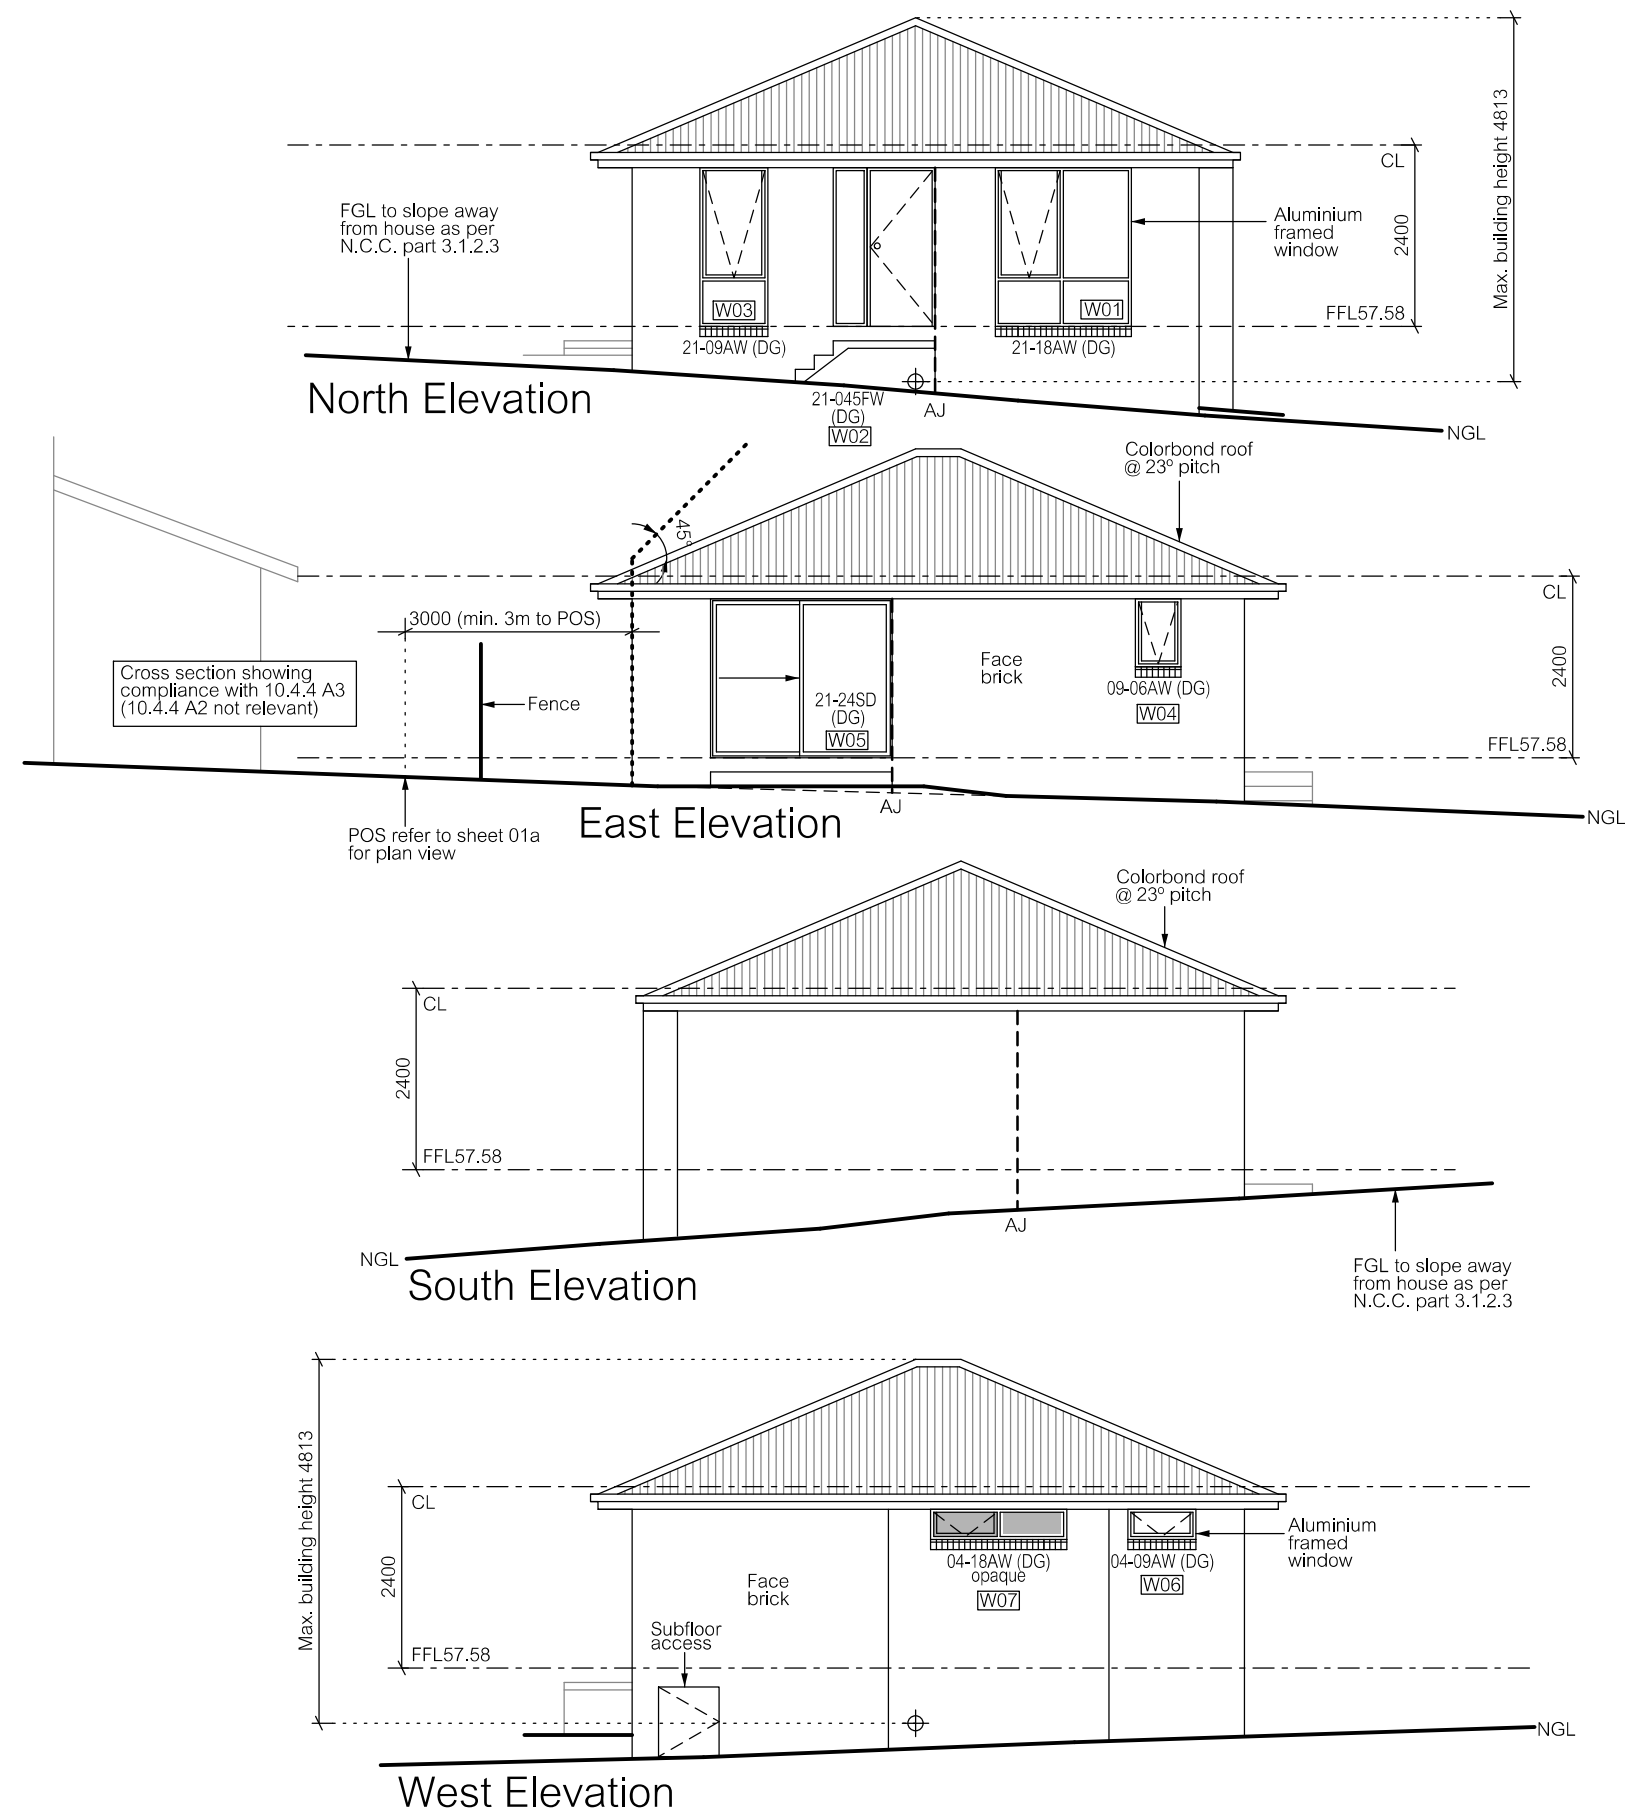 Max. building height 4813
CL
2400
FFL57.58
FGL to slope away
from house as per
N.C.C. part 3.1.2.3
Aluminium
framed
window
W03
W01
21-09AW (DG)
21-18AW (DG)
21-045FW
(DG)
W02
AJ
NGL
North Elevation
Colorbond roof
@ 23º pitch
45º
CL
2400
FFL57.58
3000 (min. 3m to POS)
Cross section showing
compliance with 10.4.4 A3
(10.4.4 A2 not relevant)
Fence
21-24SD
(DG)
W05
Face
brick
09-06AW (DG)
W04
AJ
NGL
POS refer to sheet 01a
for plan view
East Elevation
Colorbond roof
@ 23º pitch
CL
2400
FFL57.58
AJ
NGL
FGL to slope away
from house as per
N.C.C. part 3.1.2.3
South Elevation
Max. building height 4813
CL
2400
FFL57.58
Face
brick
Subfloor
access
04-18AW (DG)
opaque
W07
04-09AW (DG)
W06
Aluminium
framed
window
NGL
West Elevation